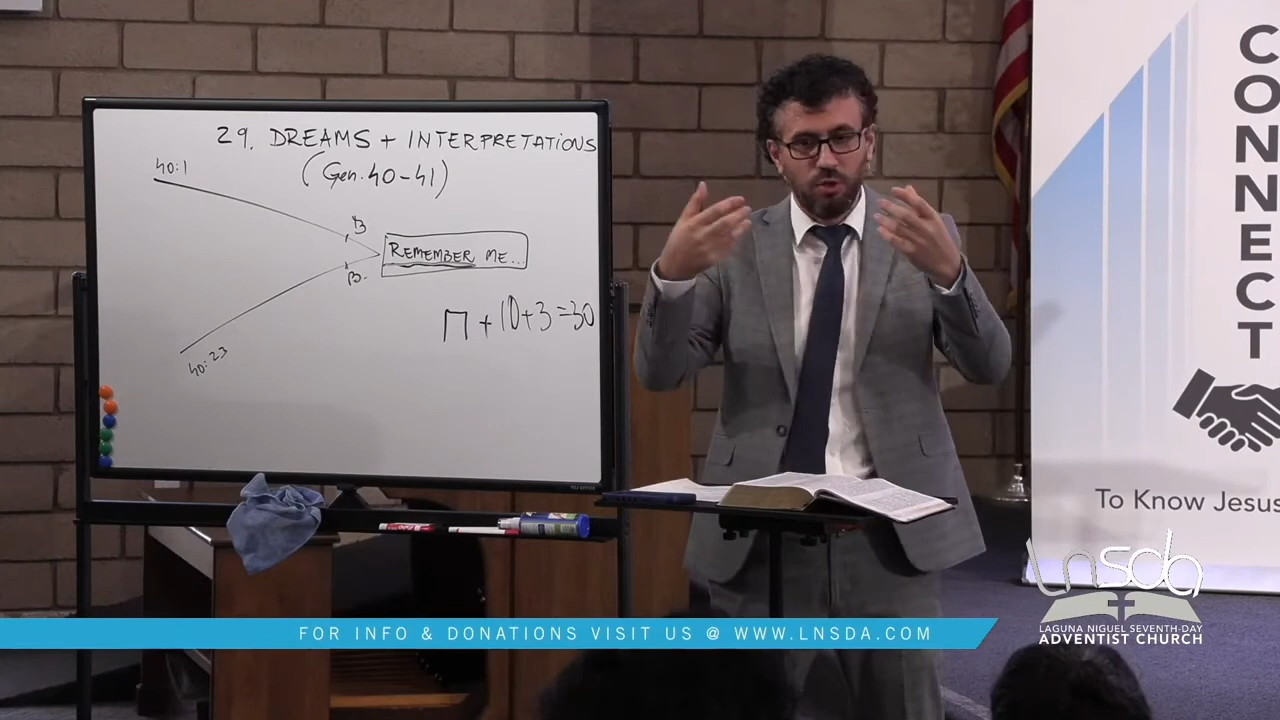 29. DREAMS + INTERPRETATIONS
(Gen. 40-41)
40:1
B
REMEMBER ME...
B.
17 + 10+3=30
40:23
CONNECT
To Know Jesus
LNSDA
LAGUNA NIGUEL SEVENTH-DAY
ADVENTIST CHURCH
FOR INFO & DONATIONS VISIT US @ WWW.LNSDA.COM